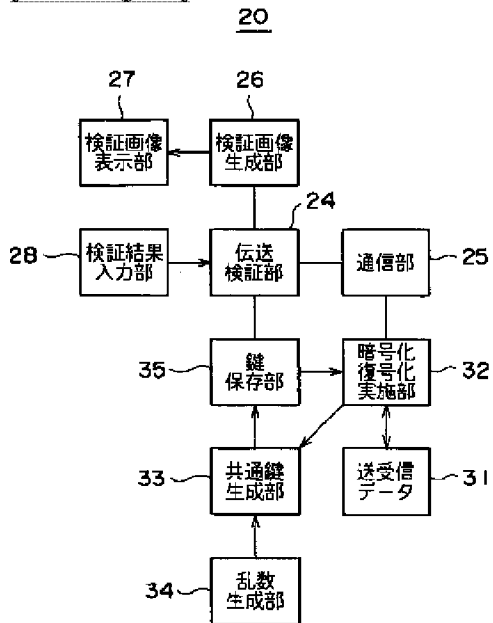 20
27
26
検証画像
表示部
検証画像
生成部
24
28
検証結果
入力部
伝送
検証部
通信部
25
35
鍵
保存部
暗号化
復号化
実施部
32
33
共通鍵
生成部
送受信
データ
31
34
乱数
生成部